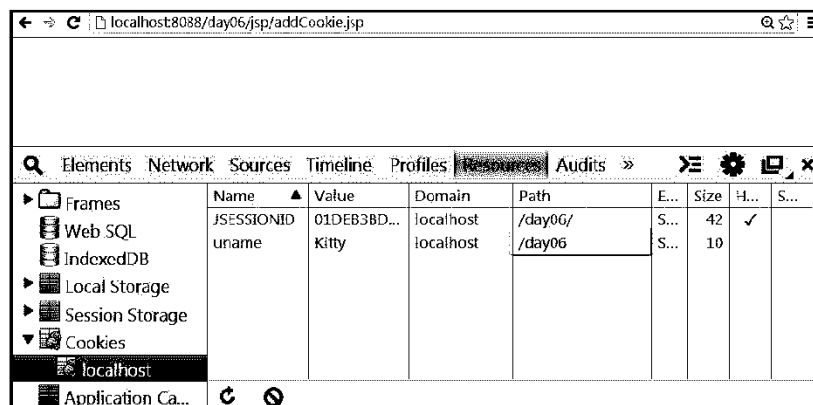 localhost:8088/day06/jsp/addCookie.jsp
Elements Network Sources Timeline Profiles Resources Audits »
Frames
Web SQL
IndexedDB
Local Storage
Session Storage
Cookies
localhost
Application Ca...
Name Value Domain Path E... Size H... S...
JSESSIONID 01DEB3BD... localhost /day06/ S... 42 ✓
uname Kitty localhost /day06 S... 10